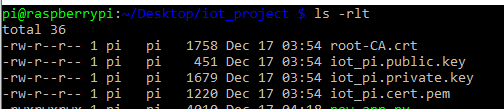 pi@raspberrypi:~/Desktop/iot_project $ ls -rlt
total 36
-rw-r--r-- 1 pi   pi   1758 Dec 17 03:54 root-CA.crt
-rw-r--r-- 1 pi   pi    451 Dec 17 03:54 iot_pi.public.key
-rw-r--r-- 1 pi   pi   1679 Dec 17 03:54 iot_pi.private.key
-rw-r--r-- 1 pi   pi   1220 Dec 17 03:54 iot_pi.cert.pem